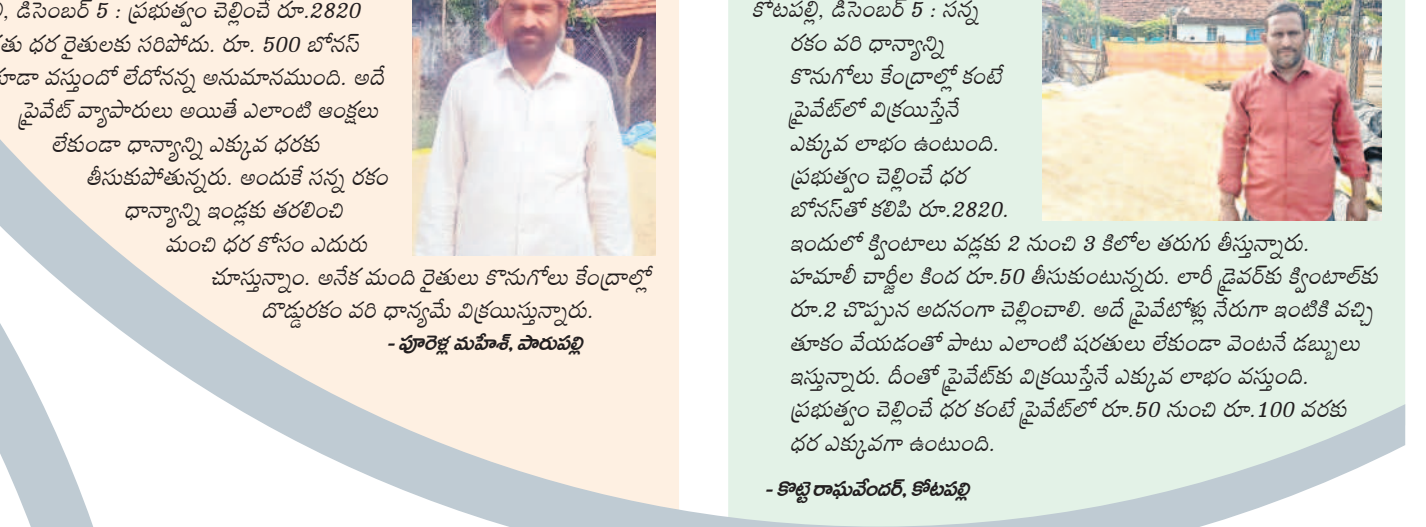 డిసెంబర్ 5 : ప్రభుత్వం చెల్లించే రూ.2820
ధర రైతులకు సరిపోదు. రూ. 500 బోనస్
వస్తుందో లేదోనన్న అనుమానముంది. అదే
ప్రైవేట్ వ్యాపారులు అయితే ఎలాంటి ఆంక్షలు
లేకుండా ధాన్యాన్ని ఎక్కువ ధరకు
తీసుకుపోతున్నరు. అందుకే సన్న రకం
ధాన్యాన్ని ఇండ్లకు తరలించి
మంచి ధర కోసం ఎదురు
చూస్తున్నాం. అనేక మంది రైతులు కొనుగోలు కేంద్రాల్లో
దొడ్డురకం వరి ధాన్యమే విక్రయిస్తున్నారు.
- పూరెళ్ల మహేశ్, పారుపల్లి
కోటపల్లి, డిసెంబర్ 5 : సన్న
రకం వరి ధాన్యాన్ని
కొనుగోలు కేంద్రాల్లో కంటే
ప్రైవేట్‌లో విక్రయిస్తేనే
ఎక్కువ లాభం ఉంటుంది.
ప్రభుత్వం చెల్లించే ధర
బోనస్‌తో కలిపి రూ.2820.
ఇందులో క్వింటాలు వడ్లకు 2 నుంచి 3 కిలోల తరుగు తీస్తున్నారు.
హమాలీ చార్జీల కింద రూ.50 తీసుకుంటున్నరు. లారీ డ్రైవర్‌కు క్వింటాల్‌కు
రూ.2 చొప్పున అదనంగా చెల్లించాలి. అదే ప్రైవేటోళ్లు నేరుగా ఇంటికి వచ్చి
తూకం వేయడంతో పాటు ఎలాంటి షరతులు లేకుండా వెంటనే డబ్బులు
ఇస్తున్నారు. దీంతో ప్రైవేట్‌కు విక్రయిస్తేనే ఎక్కువ లాభం వస్తుంది.
ప్రభుత్వం చెల్లించే ధర కంటే ప్రైవేట్‌లో రూ.50 నుంచి రూ.100 వరకు
ధర ఎక్కువగా ఉంటుంది.
- కొట్టె రాఘవేందర్, కోటపల్లి